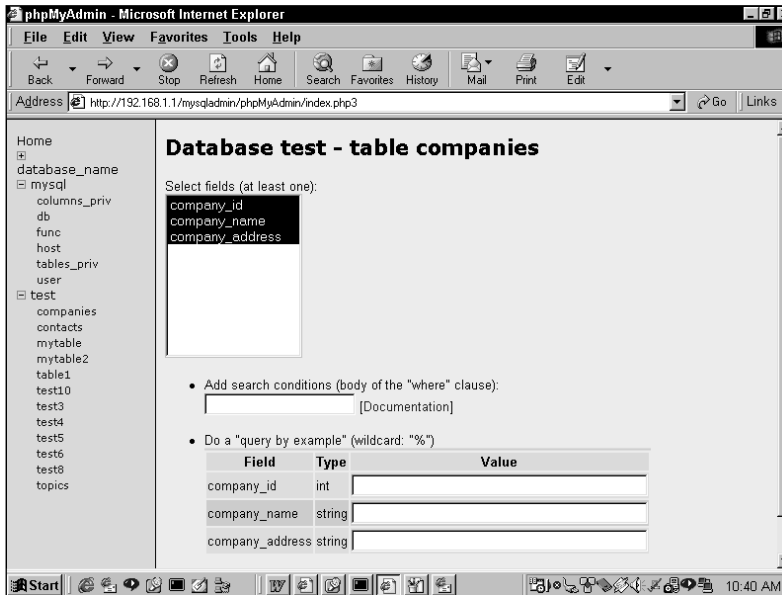 phpMyAdmin - Microsoft Internet Explorer
File Edit View Favorites Tools Help
Back Forward Stop Refresh Home Search Favorites History Mail Print Edit
Address http://192.168.1.1/mysqladmin/phpMyAdmin/index.php3 Go Links
Home
database_name
mysql
columns_priv
db
func
host
tables_priv
user
test
companies
contacts
mytable
mytable2
table1
test10
test3
test4
test5
test6
test8
topics
Database test - table companies
Select fields (at least one):
company_id
company_name
company_address
• Add search conditions (body of the "where" clause):
[Documentation]
• Do a "query by example" (wildcard: "%")
Field Type Value
company_id int
company_name string
company_address string
Start 10:40 AM